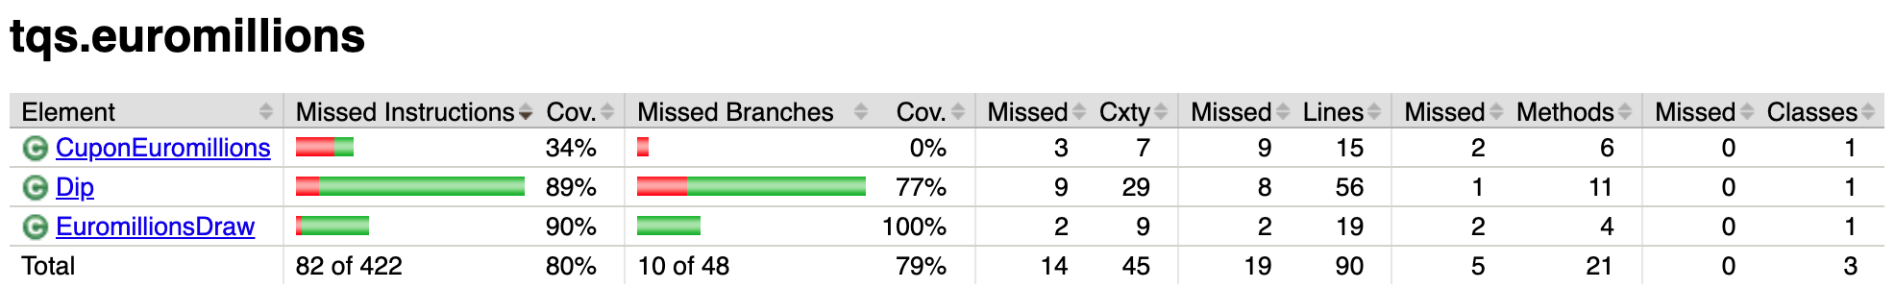 tqs.euromillions
Element Missed Instructions Cov. Missed Branches Cov. Missed Cxty Missed Lines Missed Methods Missed Classes
C CuponEuromillions 34% 0% 3 7 9 15 2 6 0 1
C Dip 89% 77% 9 29 8 56 1 11 0 1
C EuromillionsDraw 90% 100% 2 9 2 19 2 4 0 1
Total 82 of 422 80% 10 of 48 79% 14 45 19 90 5 21 0 3